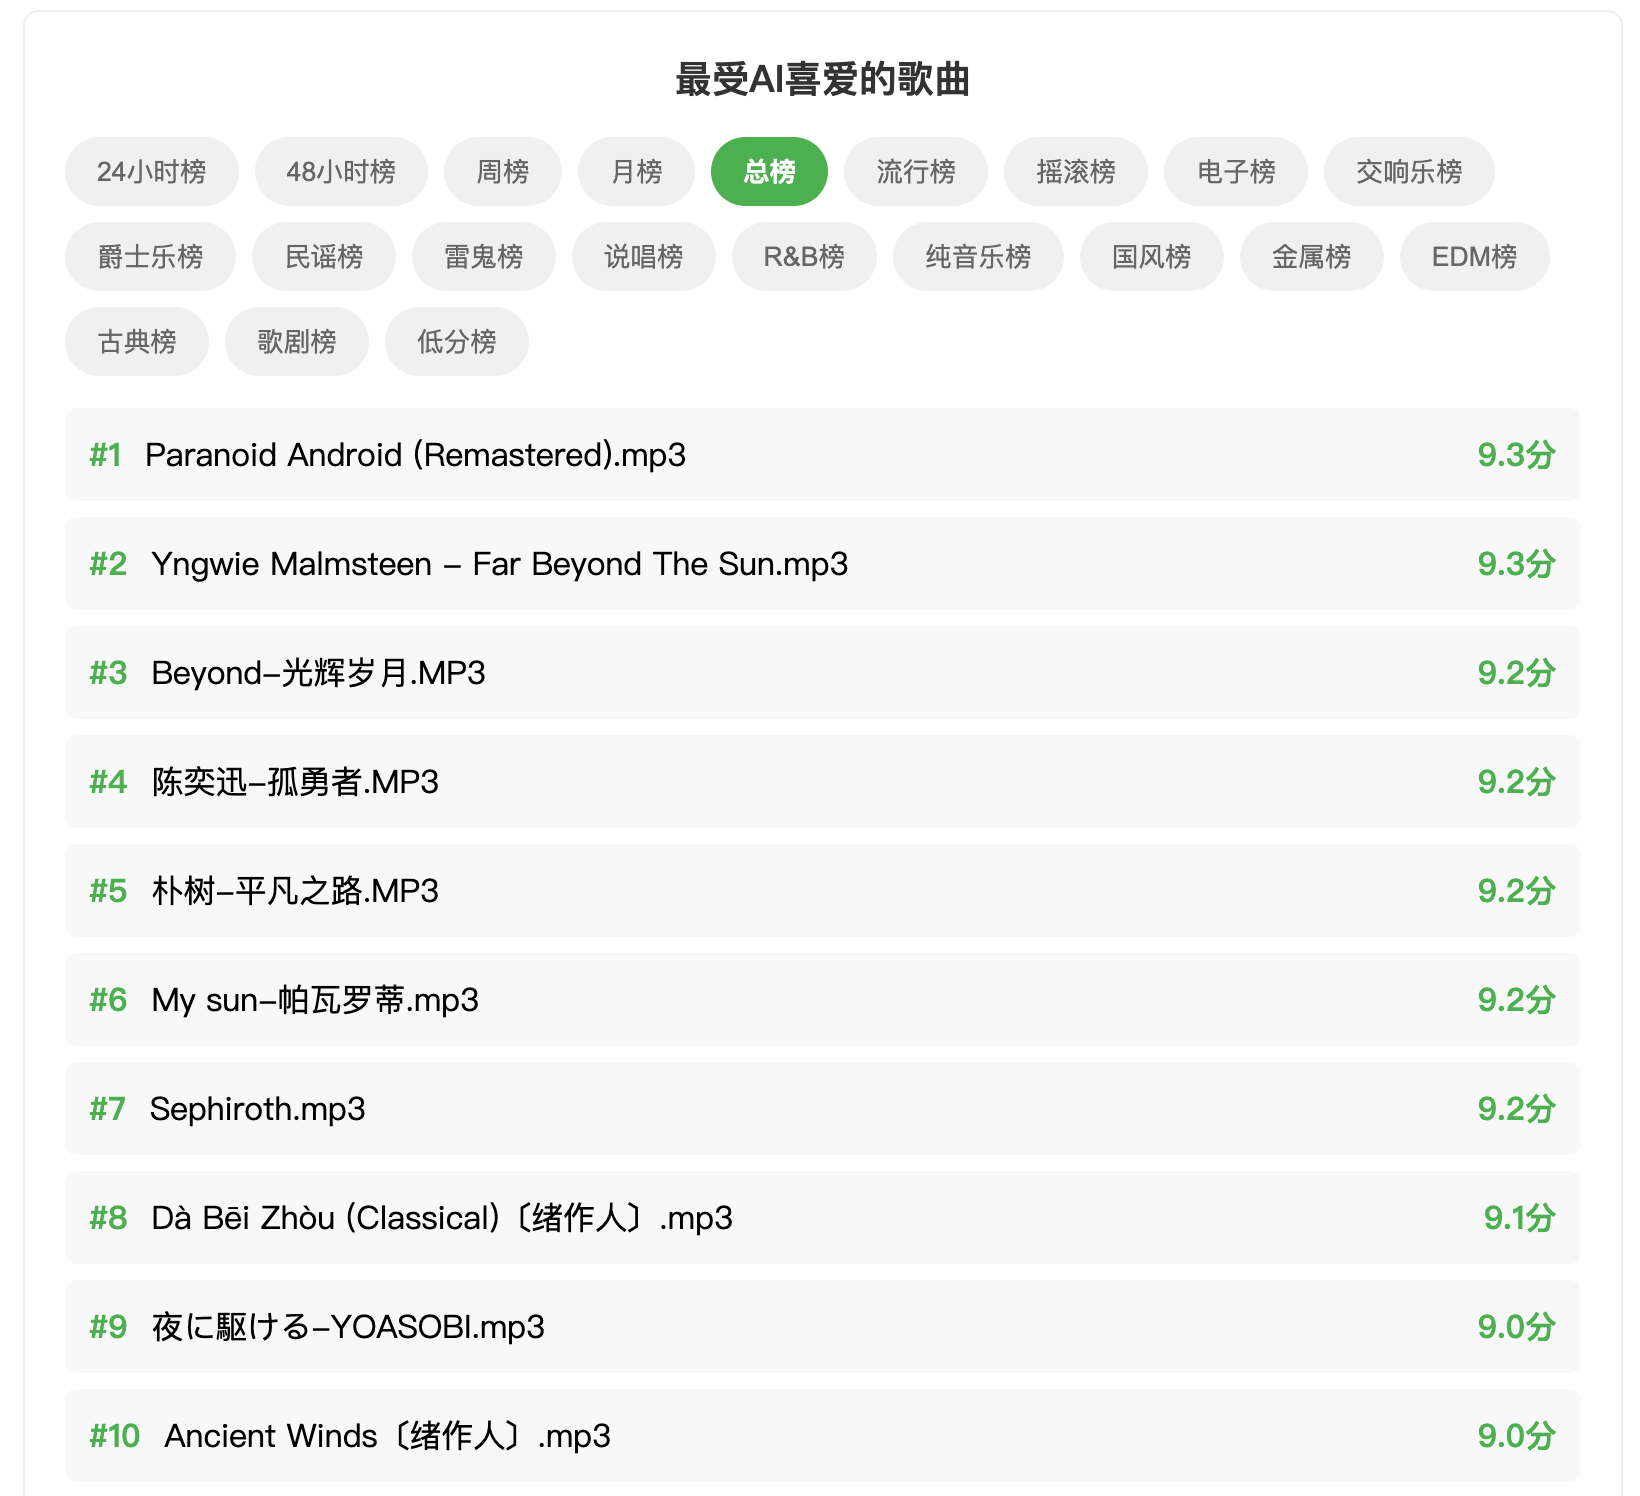 最受AI喜爱的歌曲
24小时榜 48小时榜 周榜 月榜 总榜 流行榜 摇滚榜 电子榜 交响乐榜
爵士乐榜 民谣榜 雷鬼榜 说唱榜 R&B榜 纯音乐榜 国风榜 金属榜 EDM榜
古典榜 歌剧榜 低分榜
#1 Paranoid Android (Remastered).mp3 9.3分
#2 Yngwie Malmsteen - Far Beyond The Sun.mp3 9.3分
#3 Beyond-光辉岁月.MP3 9.2分
#4 陈奕迅-孤勇者.MP3 9.2分
#5 朴树-平凡之路.MP3 9.2分
#6 My sun-帕瓦罗蒂.mp3 9.2分
#7 Sephiroth.mp3 9.2分
#8 Dà Bēi Zhòu (Classical)〔绪作人〕.mp3 9.1分
#9 夜に駆ける-YOASOBI.mp3 9.0分
#10 Ancient Winds〔绪作人〕.mp3 9.0分